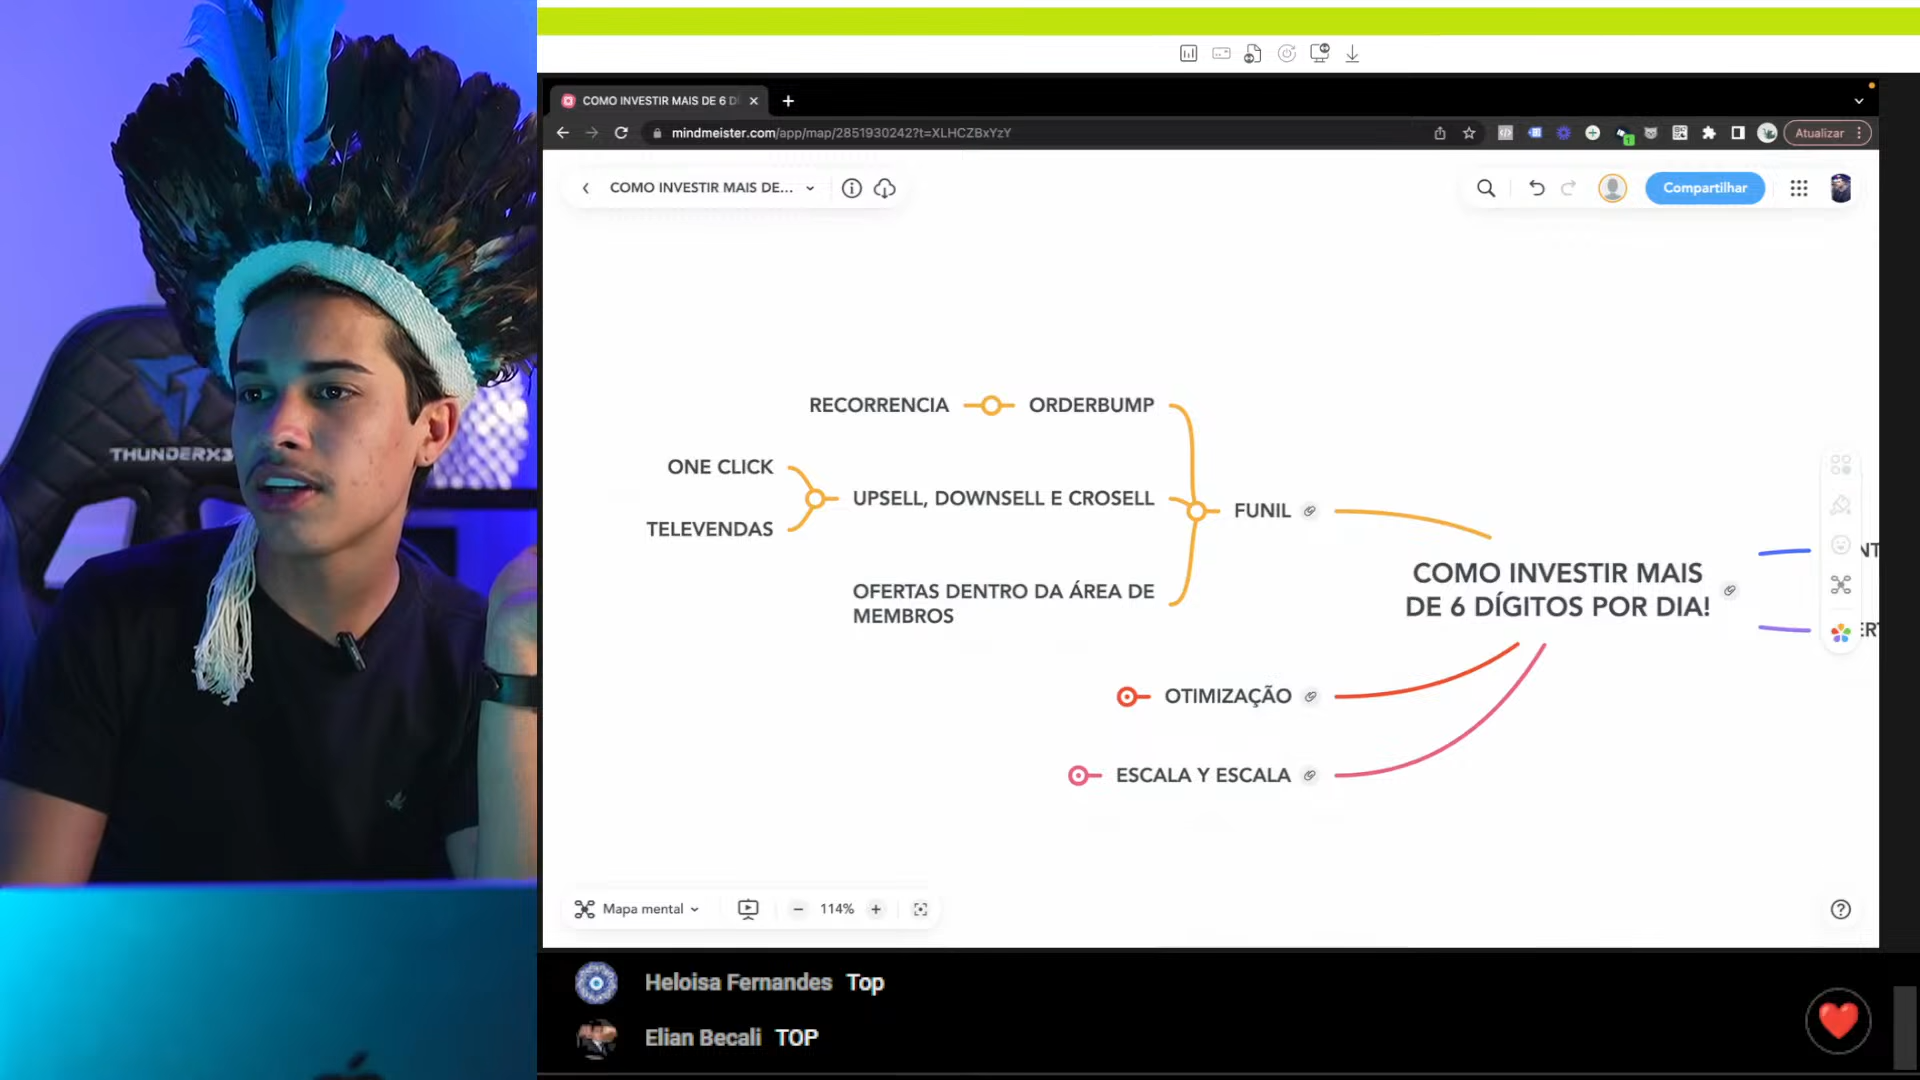 THUNDERX3
COMO INVESTIR MAIS DE 6 D
mindmeister.com/app/map/2851930242?t=XLHCZBxYzY
Atualizar
COMO INVESTIR MAIS DE...
Compartilhar
RECORRENCIA
ORDERBUMP
ONE CLICK
UPSELL, DOWNSELL E CROSELL
TELEVENDAS
FUNIL
OFERTAS DENTRO DA ÁREA DE
MEMBROS
COMO INVESTIR MAIS
DE 6 DÍGITOS POR DIA!
OTIMIZAÇÃO
ESCALA Y ESCALA
Mapa mental
114%
Heloisa Fernandes Top
Elian Becali TOP